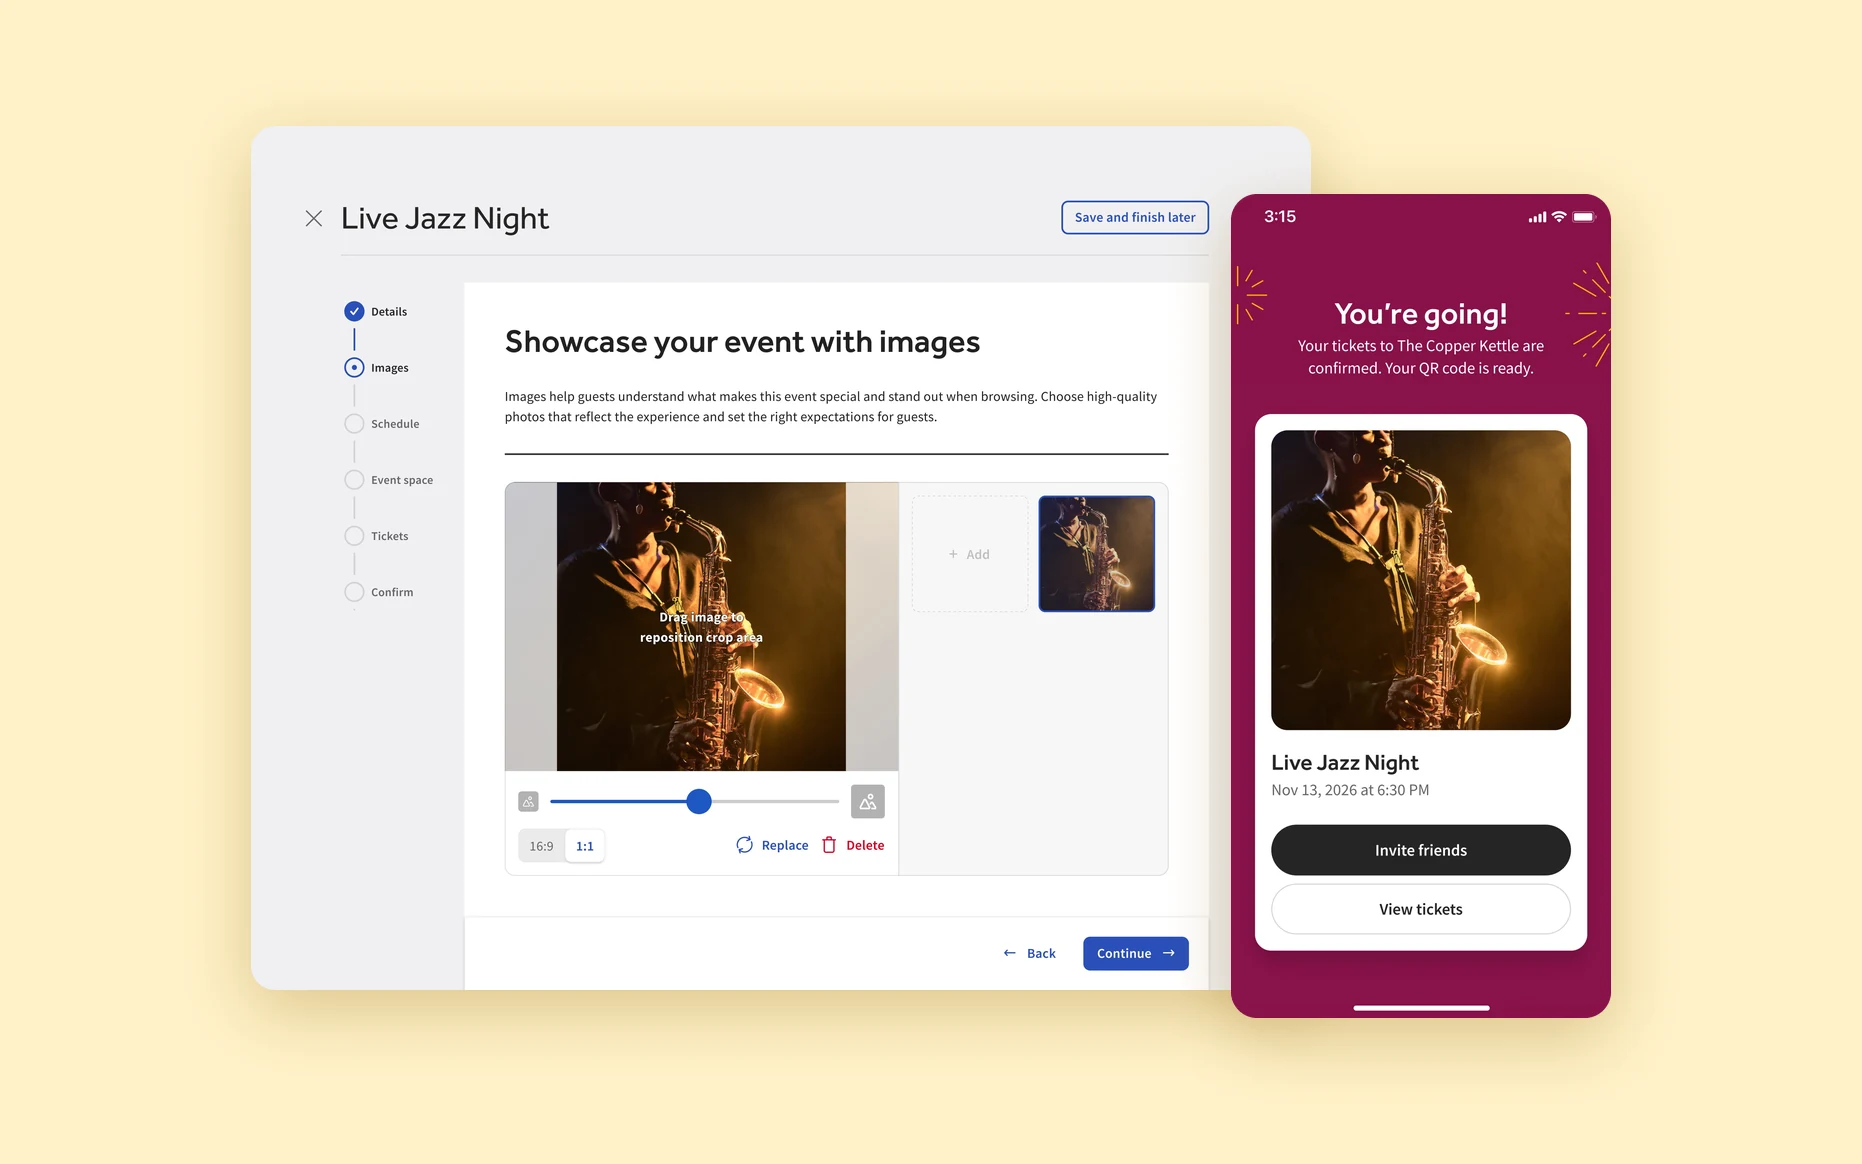 Live Jazz Night
Save and finish later
Details
Images
Schedule
Event space
Tickets
Confirm
Showcase your event with images
Images help guests understand what makes this event special and stand out when browsing. Choose high-quality
photos that reflect the experience and set the right expectations for guests.
Drag image to
reposition crop area
+ Add
16:9
1:1
Replace
Delete
← Back
Continue →
3:15
You're going!
Your tickets to The Copper Kettle are
confirmed. Your QR code is ready.
Live Jazz Night
Nov 13, 2026 at 6:30 PM
Invite friends
View tickets